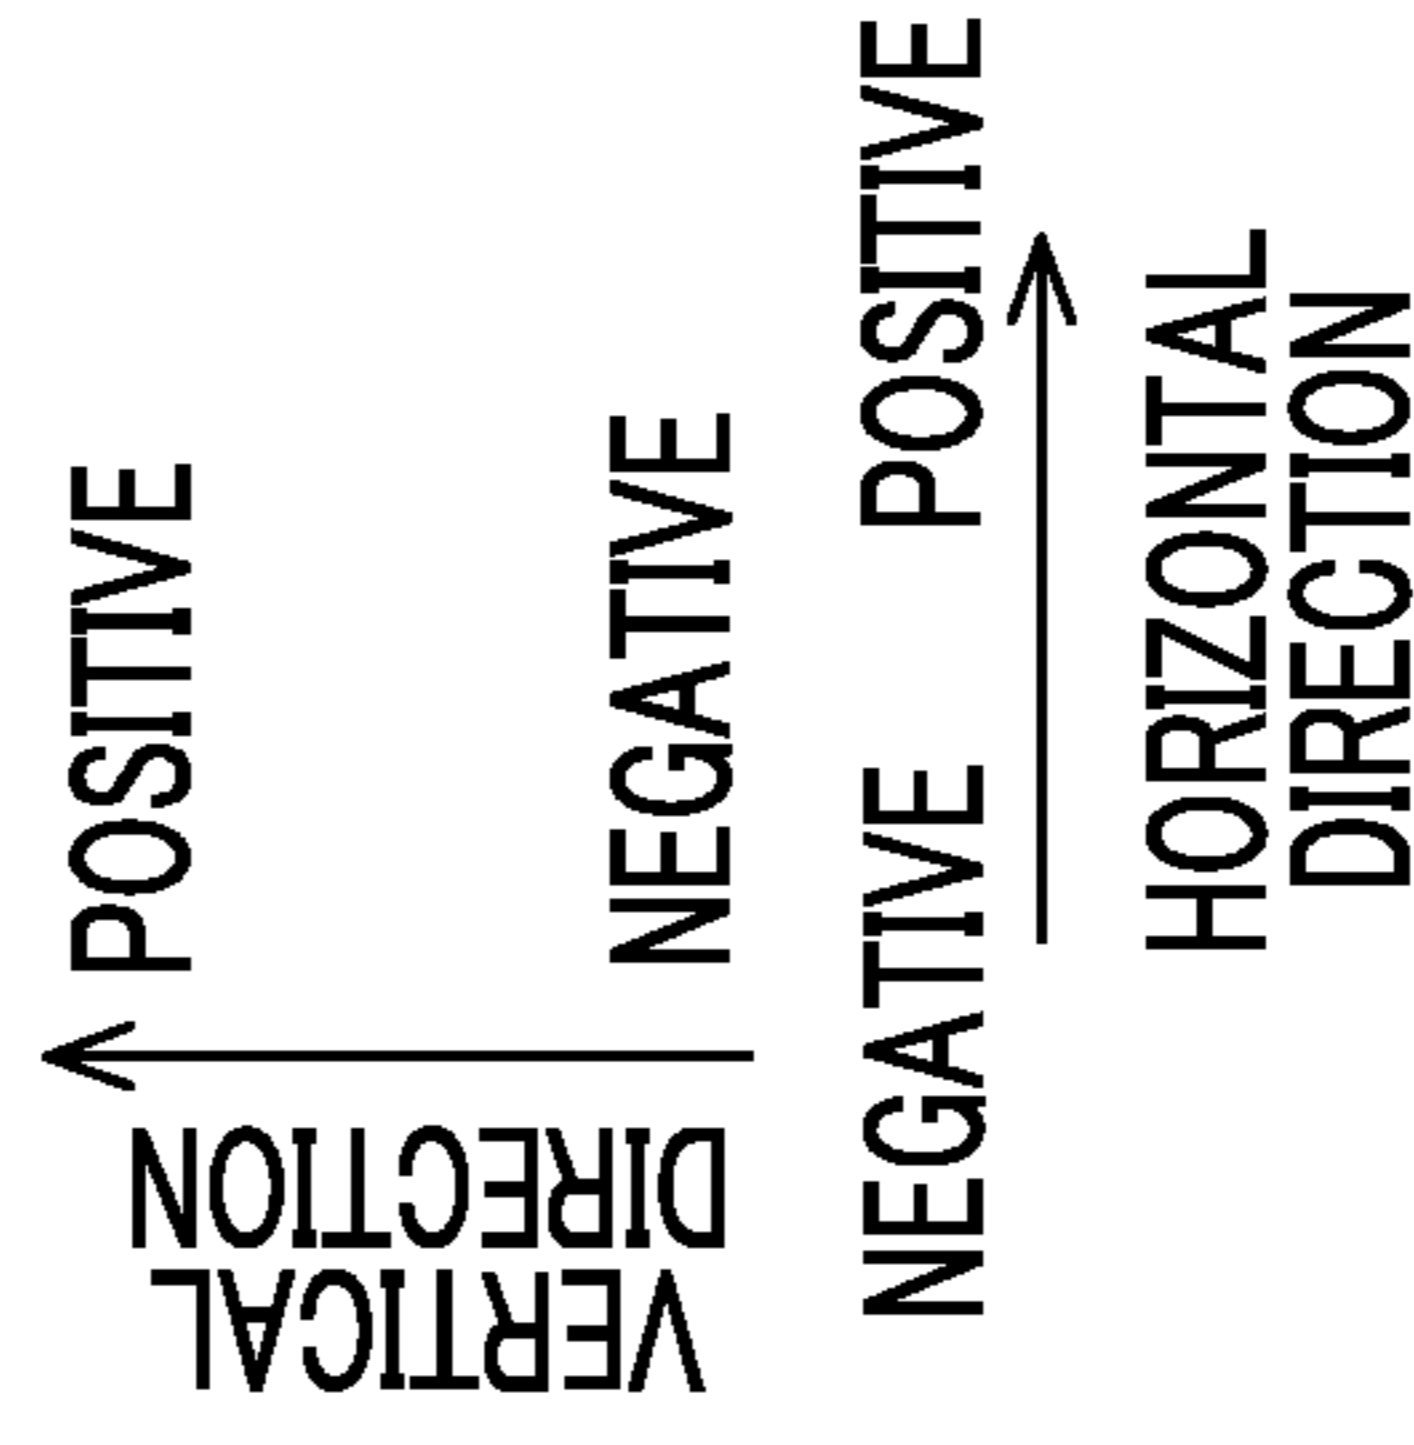 POSITIVE
NEGATIVE
VERTICAL
DIRECTION
NEGATIVE
POSITIVE
HORIZONTAL
DIRECTION